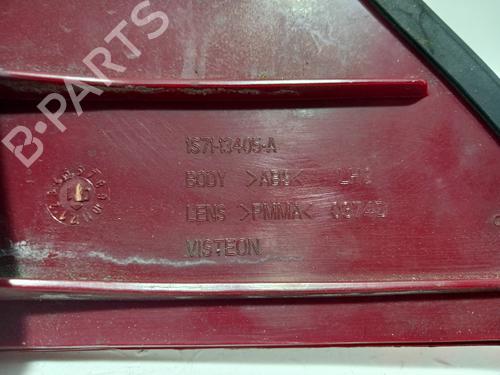 B-PARTS
1S71-13405-A
BODY >ABS<
LENS >PMMA<
VISTEON